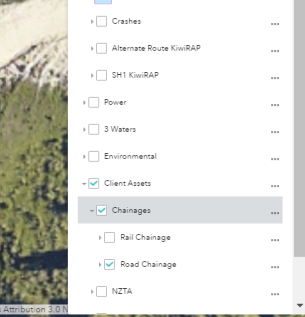 Crashes
Alternate Route KiwiRAP
SH1 KiwiRAP
Power
3 Waters
Environmental
Client Assets
Chainages
Rail Chainage
Road Chainage
NZTA
Attribution 3.0 N